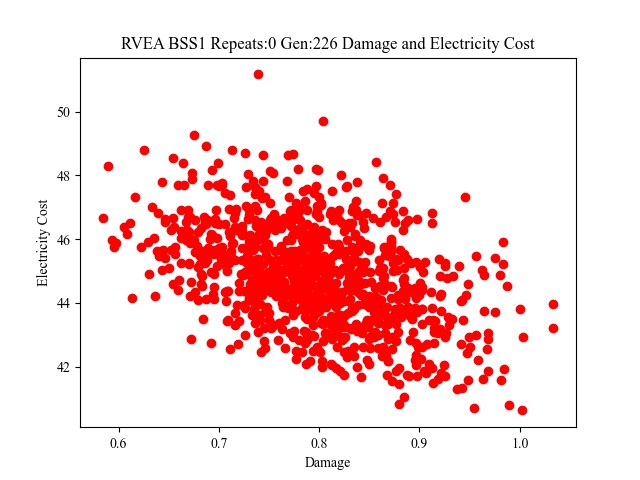 RVEA BSS1 Repeats:0 Gen:226 Damage and Electricity Cost
50
48
46
44
42
Electricity Cost
0.6 0.7 0.8 0.9 1.0
Damage